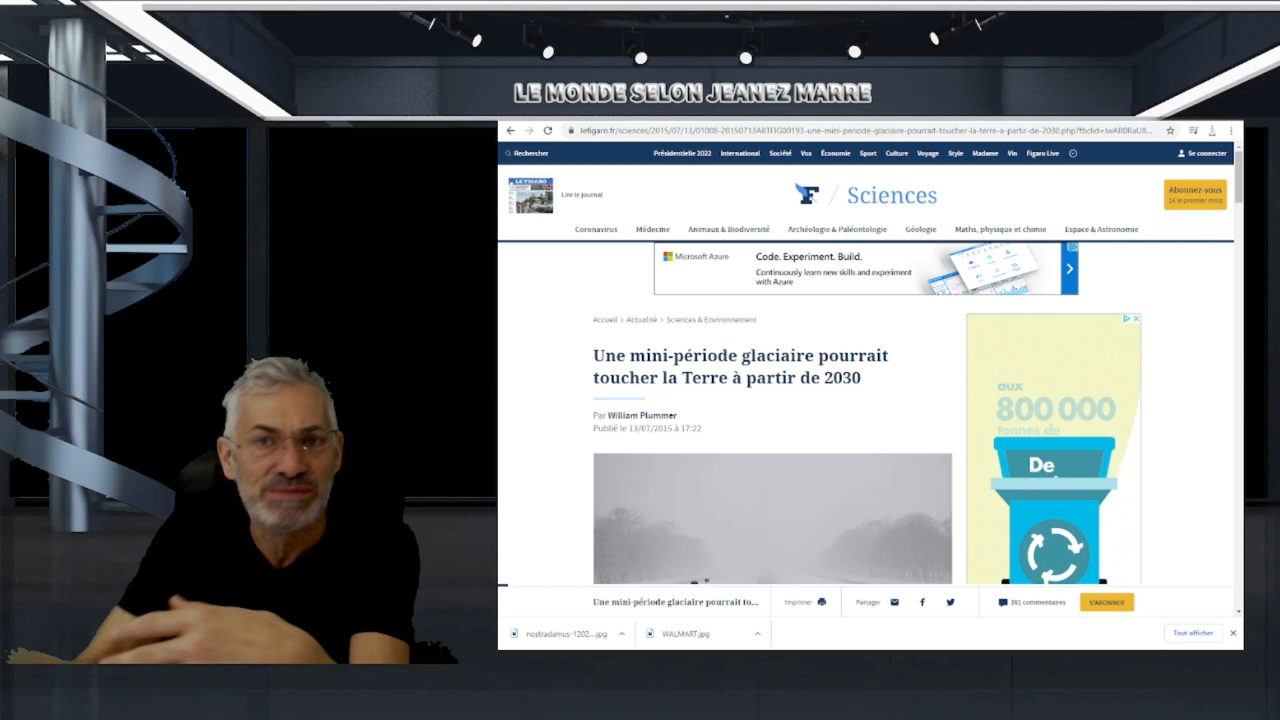 LE MONDE SELON JEANEZ MARRE
lefigaro.fr/sciences/2015/07/13/01008-20150713ARTFIG00193-une-mini-periode-glaciaire-pourrait-toucher-la-terre-a-partir-de-2030.php?fbclid=IwAR0RaU8...
Rechercher
Présidentielle 2022 International Société Vox Économie Sport Culture Voyage Style Madame Vin Figaro Live
Se connecter
LE FIGARO
Lire le journal
F / Sciences
Abonnez-vous
1€ le premier mois
Coronavirus Médecine Animaux & Biodiversité Archéologie & Paléontologie Géologie Maths, physique et chimie Espace & Astronomie
Microsoft Azure
Code. Experiment. Build.
Continuously learn new skills and experiment
with Azure
Accueil > Actualité > Sciences & Environnement
Une mini-période glaciaire pourrait
toucher la Terre à partir de 2030
Par William Plummer
Publié le 13/07/2015 à 17:22
aux
800 000
tonnes de
De
Une mini-période glaciaire pourrait to...
Imprimer
Partager
381 commentaires
S'ABONNER
nostradamus-1202....jpg
WALMART.jpg
Tout afficher